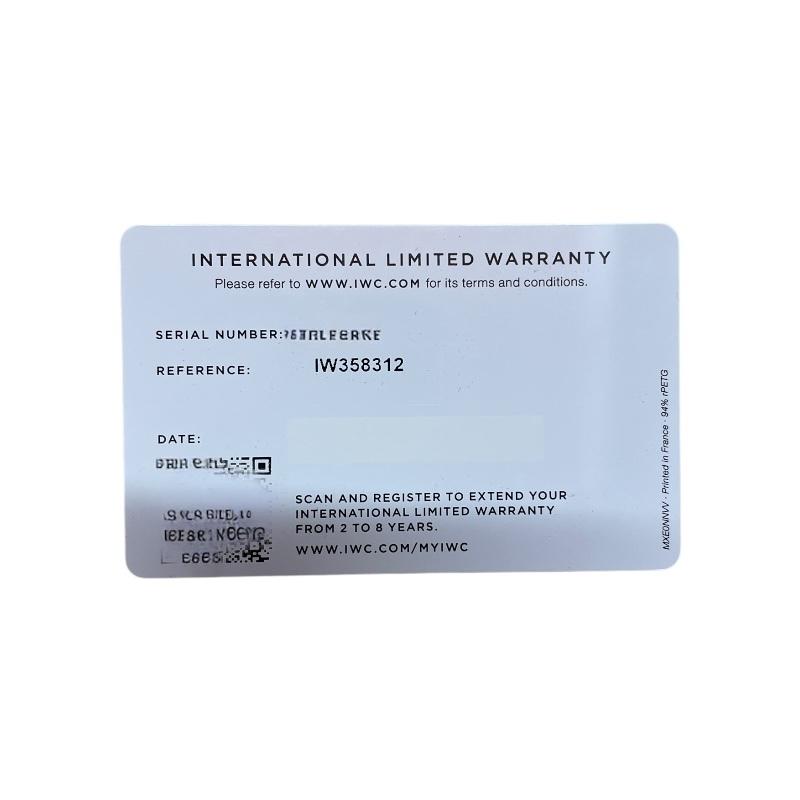 INTERNATIONAL LIMITED WARRANTY
Please refer to WWW.IWC.COM for its terms and conditions.
SERIAL NUMBER:
REFERENCE: IW358312
DATE:
SCAN AND REGISTER TO EXTEND YOUR
INTERNATIONAL LIMITED WARRANTY
FROM 2 TO 8 YEARS.
WWW.IWC.COM/MYIWC
MXE0NNVV · Printed in France · 94% rPETG